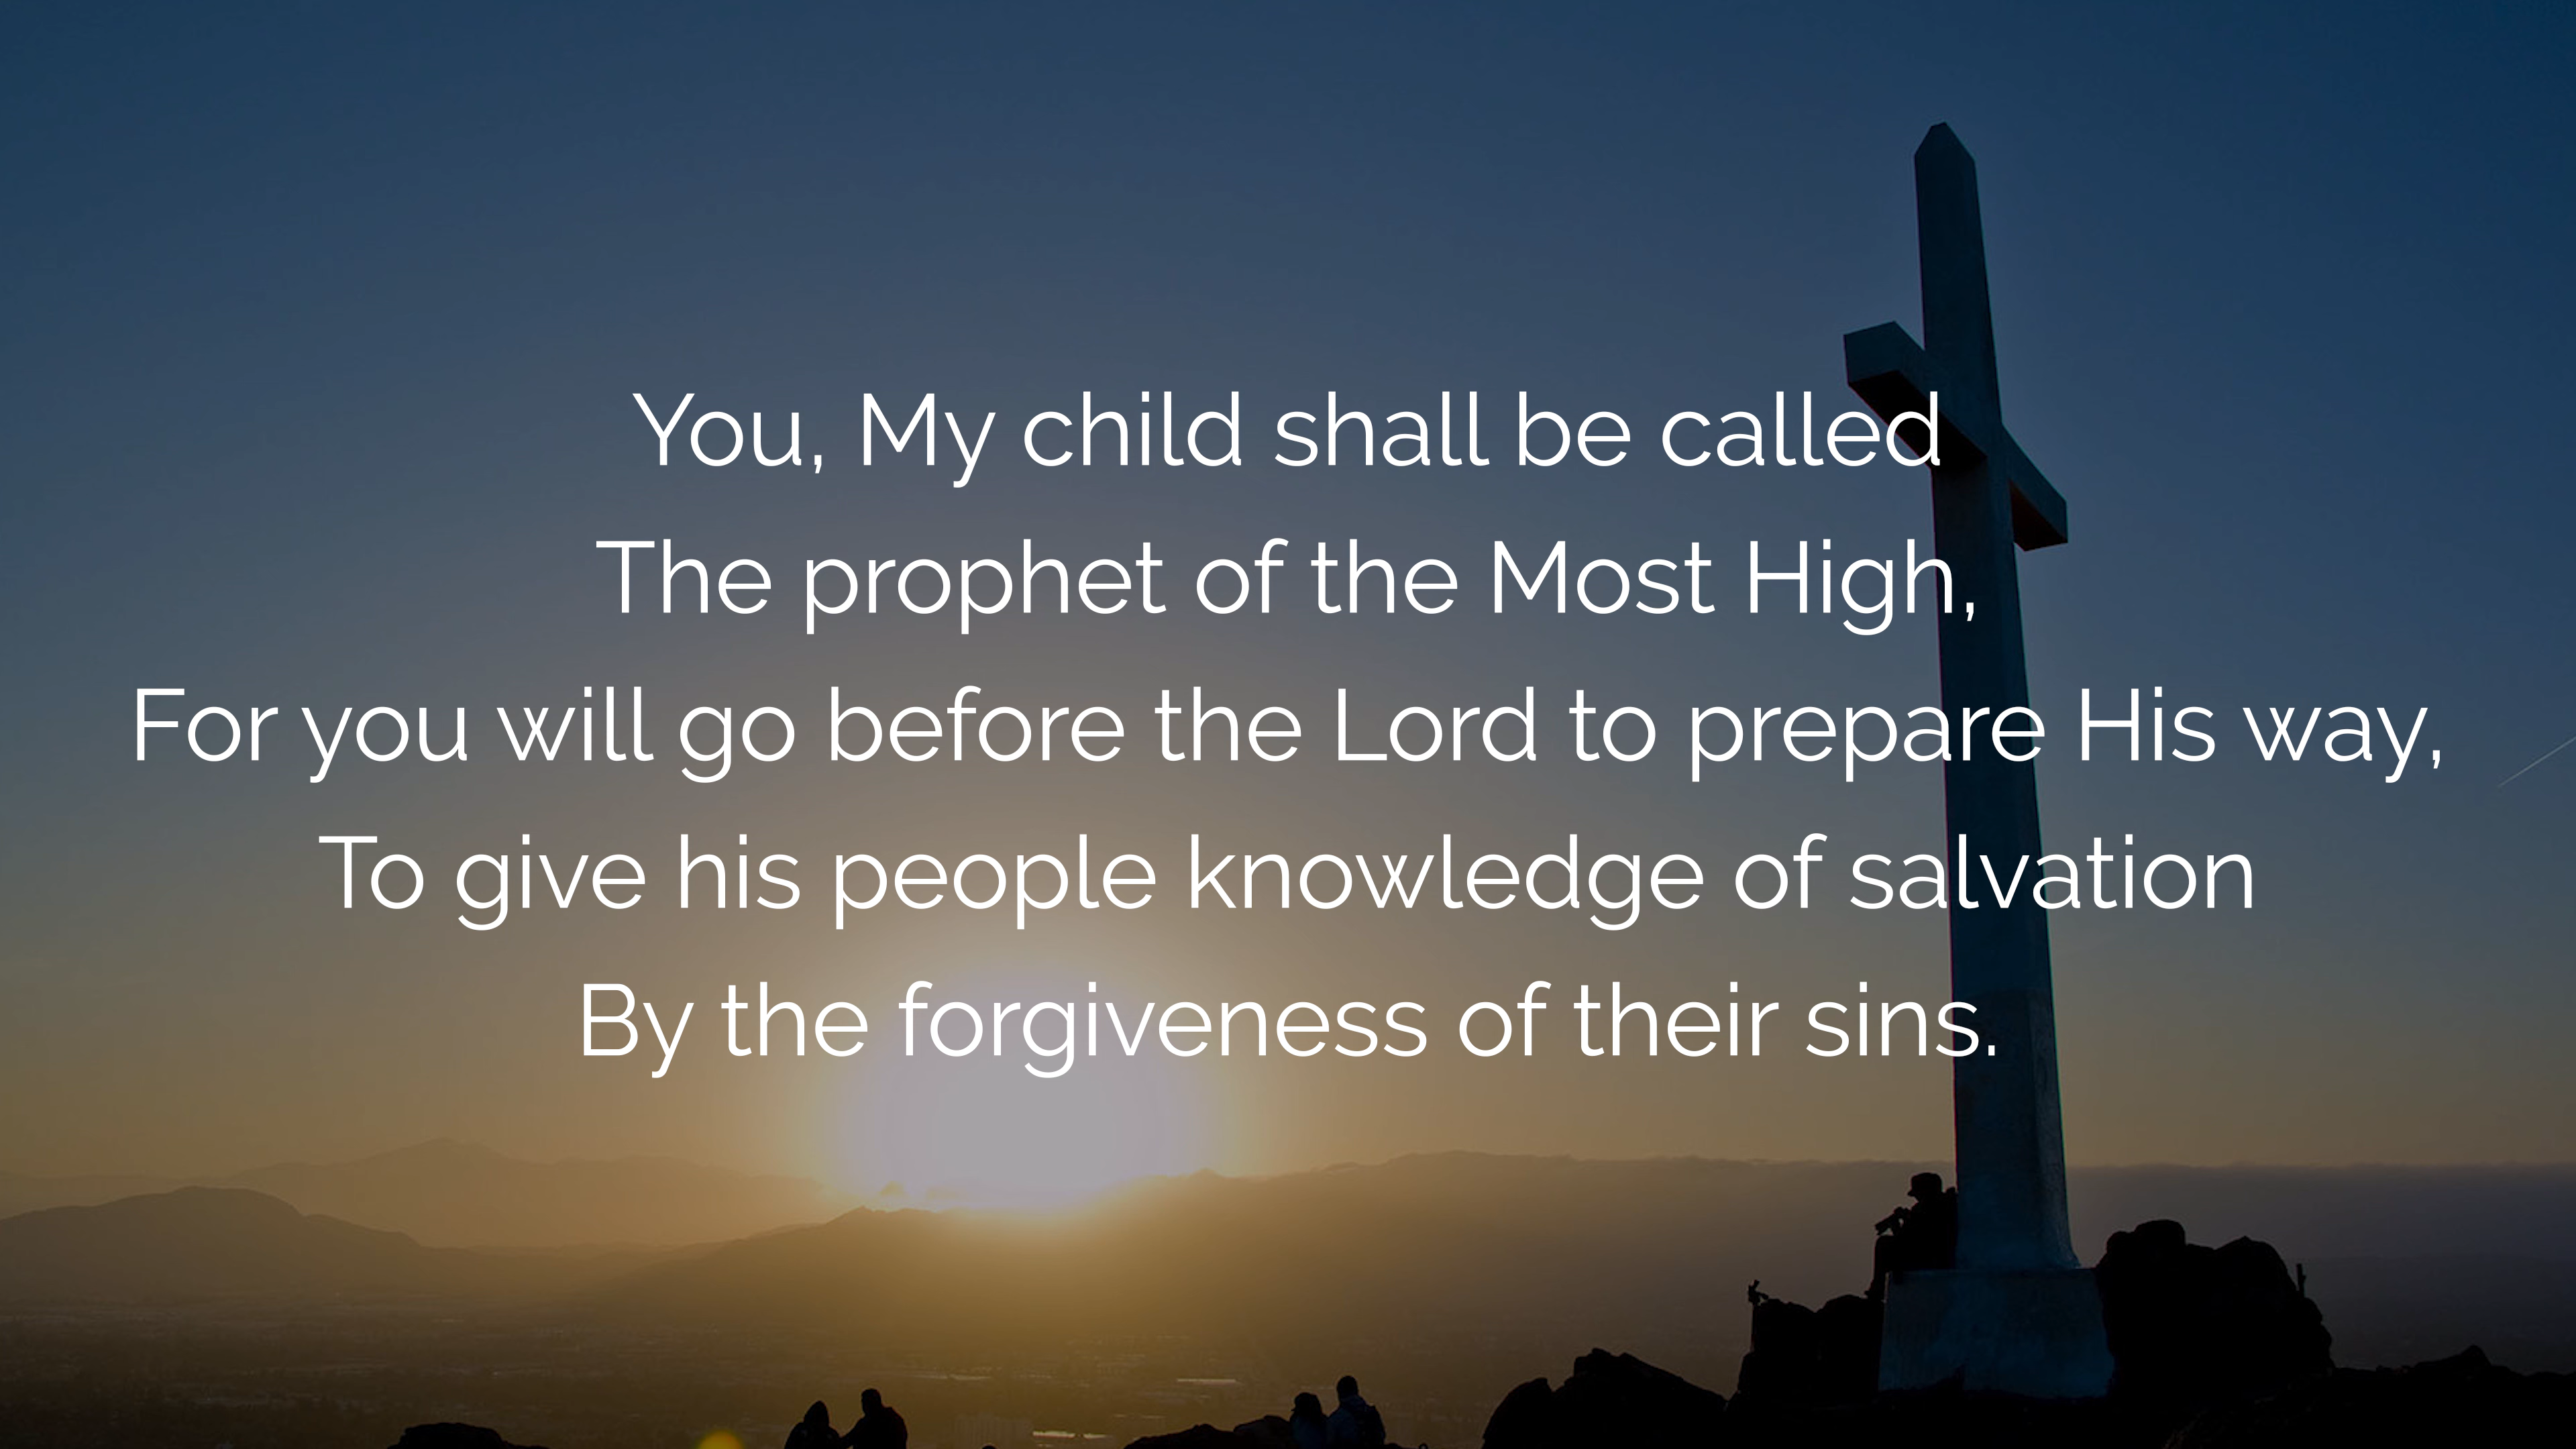 You, My child shall be called
The prophet of the Most High,
For you will go before the Lord to prepare His way,
To give his people knowledge of salvation
By the forgiveness of their sins.